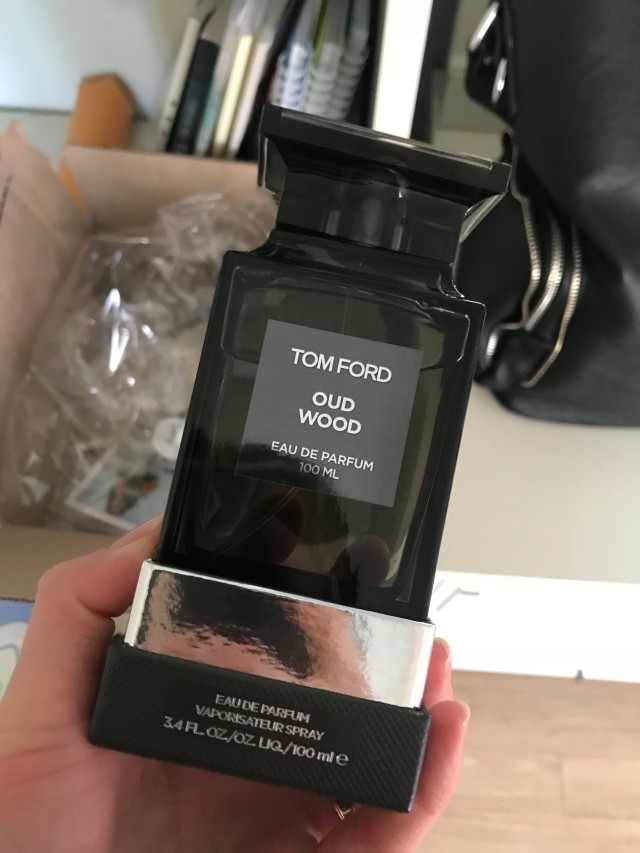 TOM FORD
OUD
WOOD
EAU DE PARFUM
100 ML
EAU DE PARFUM
VAPORISATEUR SPRAY
3.4 FL. OZ./OZ. LIQ./100 ml ℮